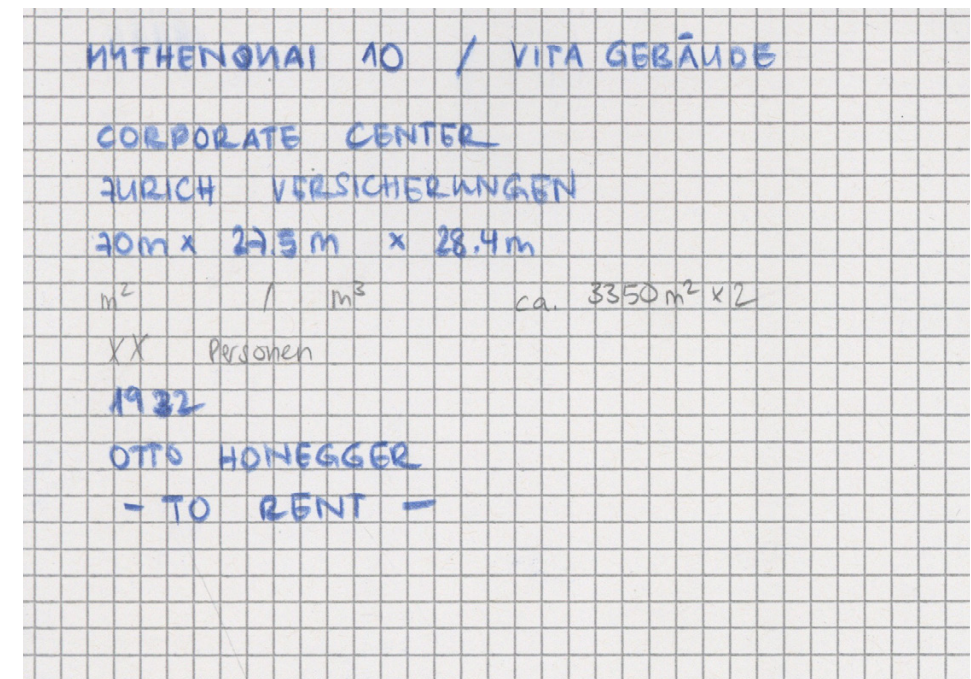 MYTHENQUAI 10 / VITA GEBÄUDE
CORPORATE CENTER
ZURICH VERSICHERUNGEN
70m x 27.5 m x 28.4 m
m² / m³ ca. 3350 m² x 2
XX Personen
1932
OTTO HONEGGER
- TO RENT -